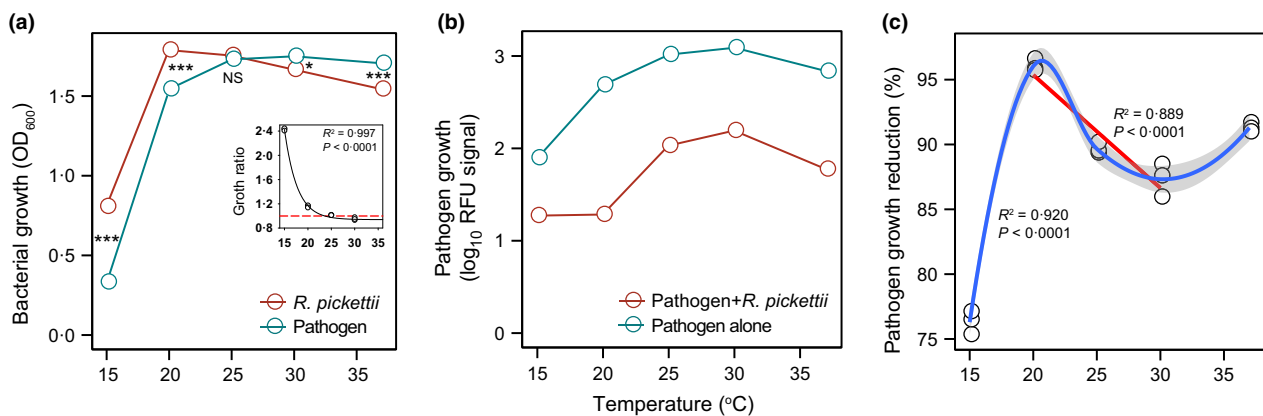 (a)
Bacterial growth (OD600)
1·5
1·0
0·5
0·0
***
***
NS
*
***
Groth ratio
2·4
2·0
1·6
1·2
0·8
R² = 0·997
P < 0·0001
15 20 25 30 35
R. pickettii
Pathogen
15 20 25 30 35
(b)
Pathogen growth
(log10 RFU signal)
3
2
1
0
Pathogen+R. pickettii
Pathogen alone
15 20 25 30 35
Temperature (°C)
(c)
Pathogen growth reduction (%)
95
90
85
80
75
R² = 0·889
P < 0·0001
R² = 0·920
P < 0·0001
15 20 25 30 35